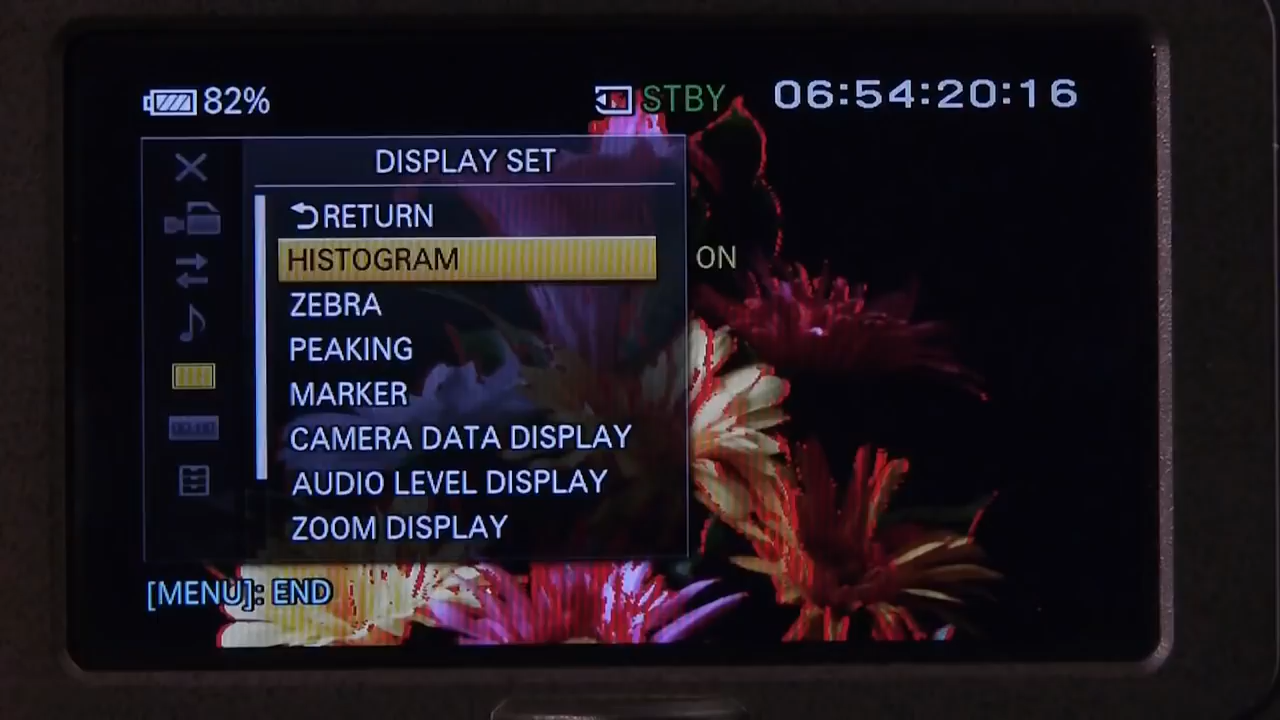 82%
STBY
06:54:20:16
DISPLAY SET
RETURN
HISTOGRAM
ON
ZEBRA
PEAKING
MARKER
CAMERA DATA DISPLAY
AUDIO LEVEL DISPLAY
ZOOM DISPLAY
[MENU]: END